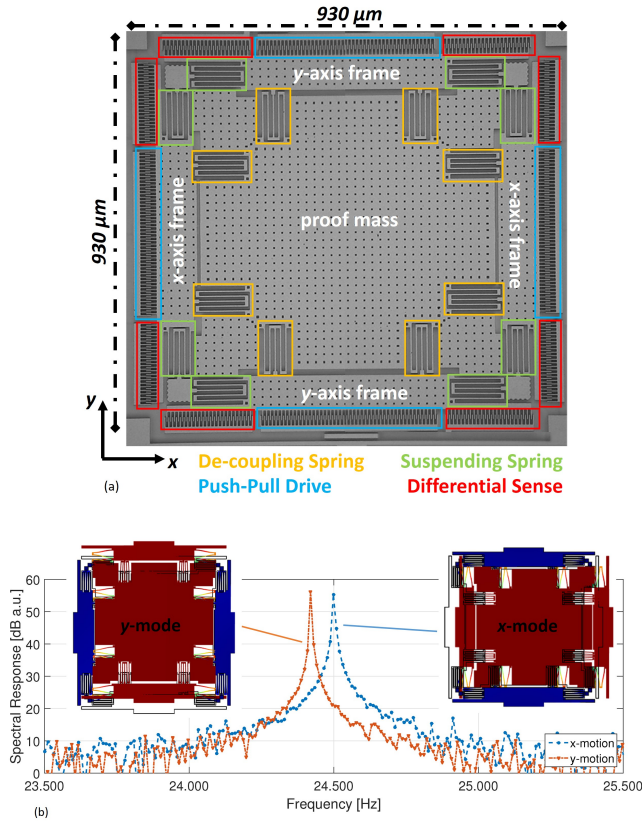 930 µm
930 µm
y-axis frame
x-axis frame
proof mass
x-axis frame
y-axis frame
y
x
De-coupling Spring
Suspending Spring
Push-Pull Drive
Differential Sense
(a)
60
50
40
30
20
10
0
Spectral Response [dB a.u.]
y-mode
x-mode
x-motion
y-motion
23.500
24.000
24.500
25.000
25.500
Frequency [Hz]
(b)